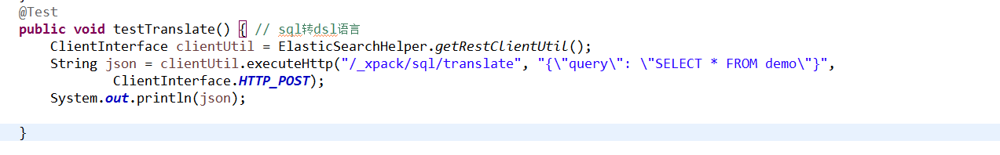 @Test
public void testTranslate() { // sql转dsl语言
ClientInterface clientUtil = ElasticSearchHelper.getRestClientUtil();
String json = clientUtil.executeHttp("/_xpack/sql/translate", "{\"query\": \"SELECT * FROM demo\"}",
ClientInterface.HTTP_POST);
System.out.println(json);
}